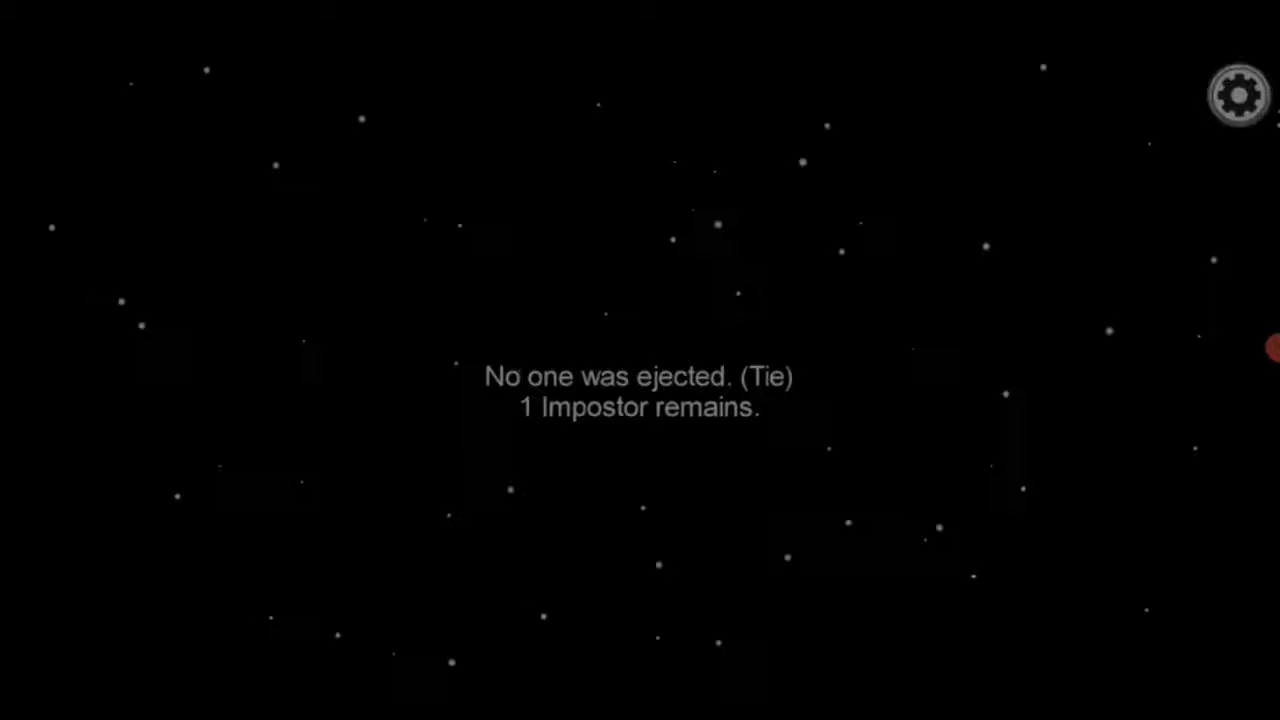 No one was ejected. (Tie)
1 Impostor remains.